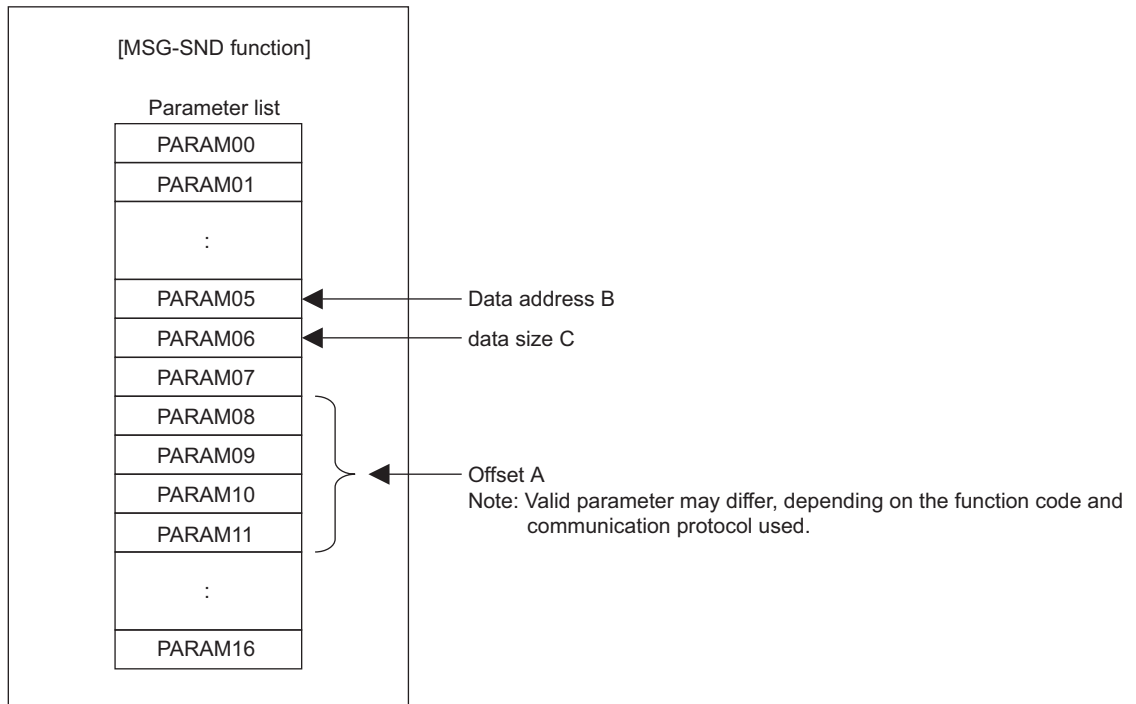 [MSG-SND function]
Parameter list
PARAM00
PARAM01
:
PARAM05
Data address B
PARAM06
data size C
PARAM07
PARAM08
PARAM09
PARAM10
PARAM11
Offset A
Note: Valid parameter may differ, depending on the function code and
communication protocol used.
:
PARAM16